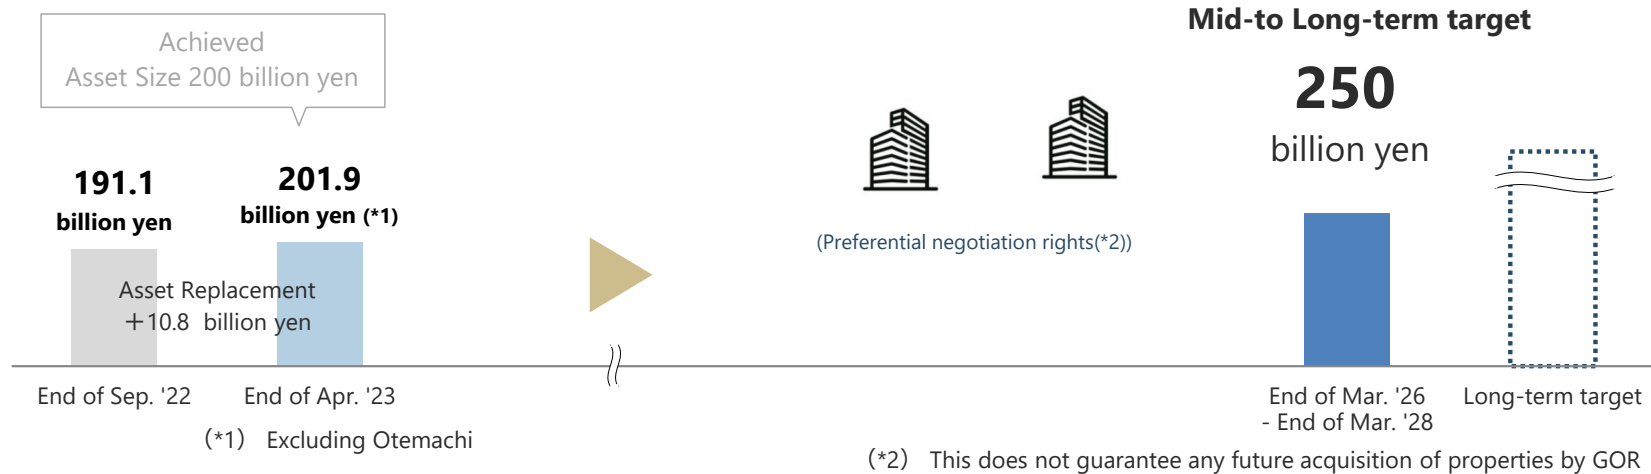 Achieved
Asset Size 200 billion yen
191.1
billion yen
201.9
billion yen (*1)
Asset Replacement
＋10.8 billion yen
(Preferential negotiation rights(*2))
Mid-to Long-term target
250
billion yen
End of Sep. '22
End of Apr. '23
End of Mar. '26
- End of Mar. '28
Long-term target
（*1） Excluding Otemachi
（*2） This does not guarantee any future acquisition of properties by GOR